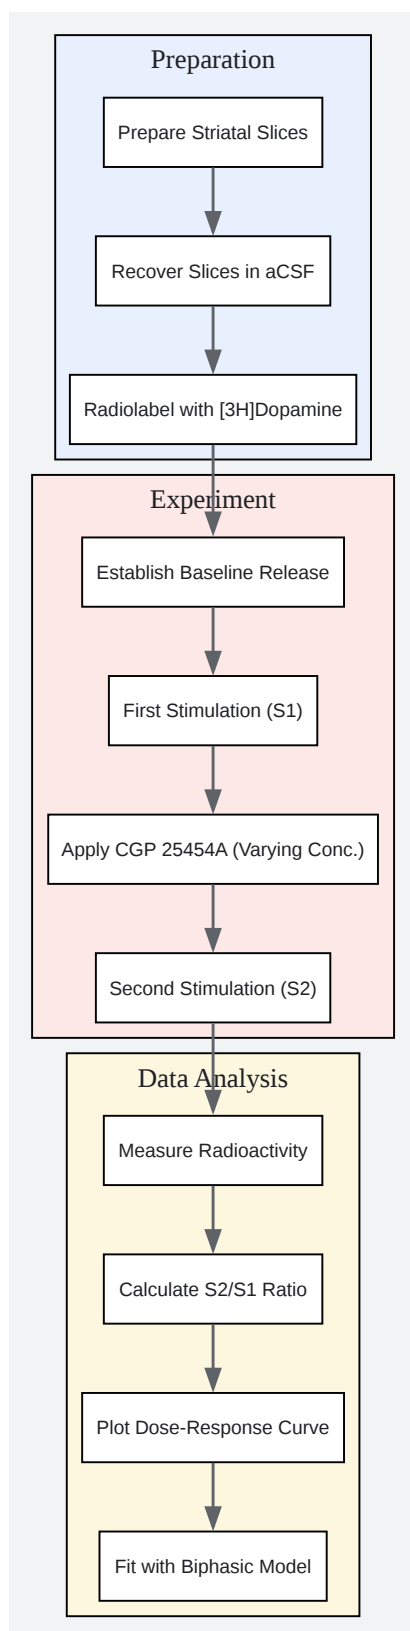 Preparation
Prepare Striatal Slices
Recover Slices in aCSF
Radiolabel with [3H]Dopamine
Experiment
Establish Baseline Release
First Stimulation (S1)
Apply CGP 25454A (Varying Conc.)
Second Stimulation (S2)
Data Analysis
Measure Radioactivity
Calculate S2/S1 Ratio
Plot Dose-Response Curve
Fit with Biphasic Model